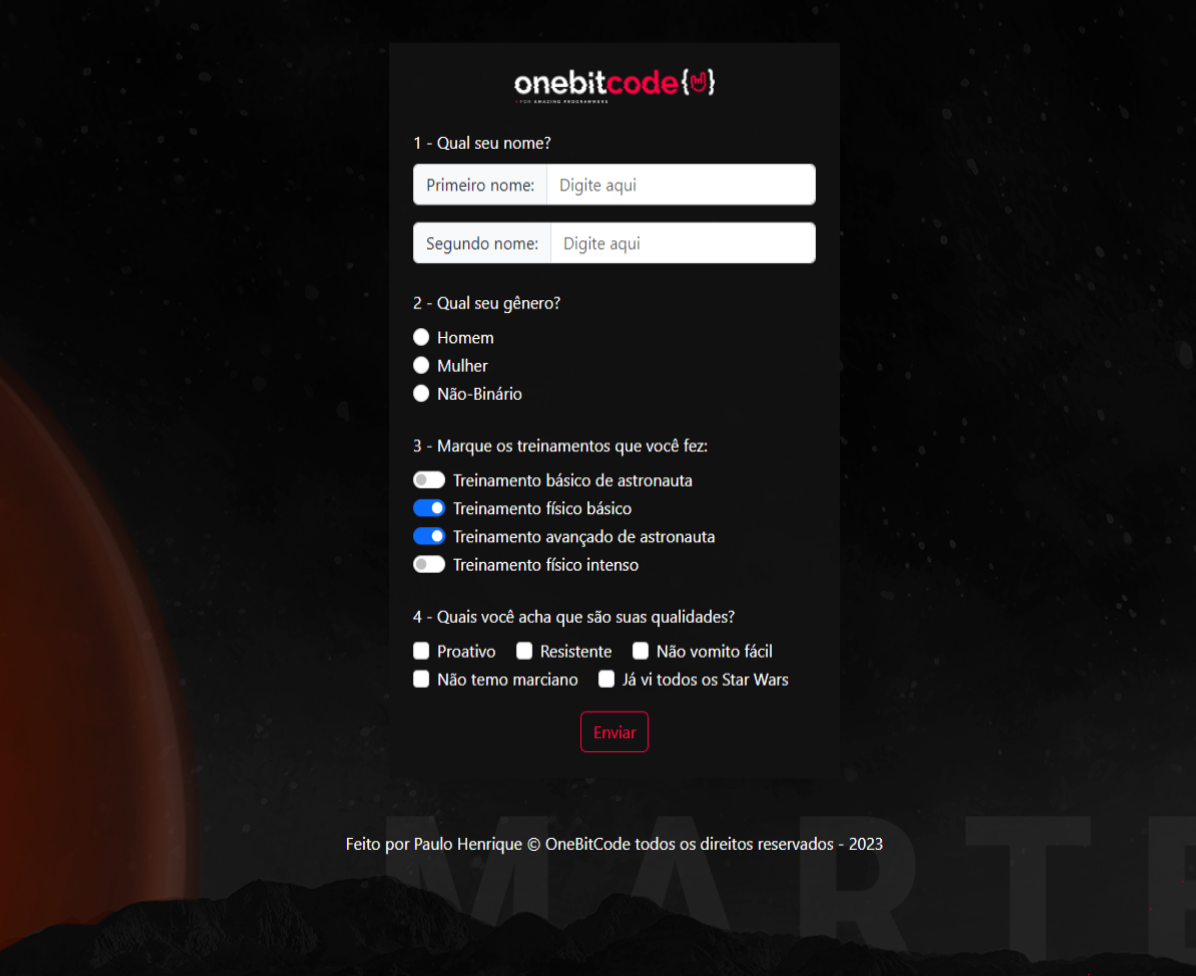 onebitcode{}
FOR AMAZING PROGRAMMERS
1 - Qual seu nome?
Primeiro nome: Digite aqui
Segundo nome: Digite aqui
2 - Qual seu gênero?
Homem
Mulher
Não-Binário
3 - Marque os treinamentos que você fez:
Treinamento básico de astronauta
Treinamento físico básico
Treinamento avançado de astronauta
Treinamento físico intenso
4 - Quais você acha que são suas qualidades?
Proativo Resistente Não vomito fácil
Não temo marciano Já vi todos os Star Wars
Enviar
Feito por Paulo Henrique © OneBitCode todos os direitos reservados - 2023
MARTE